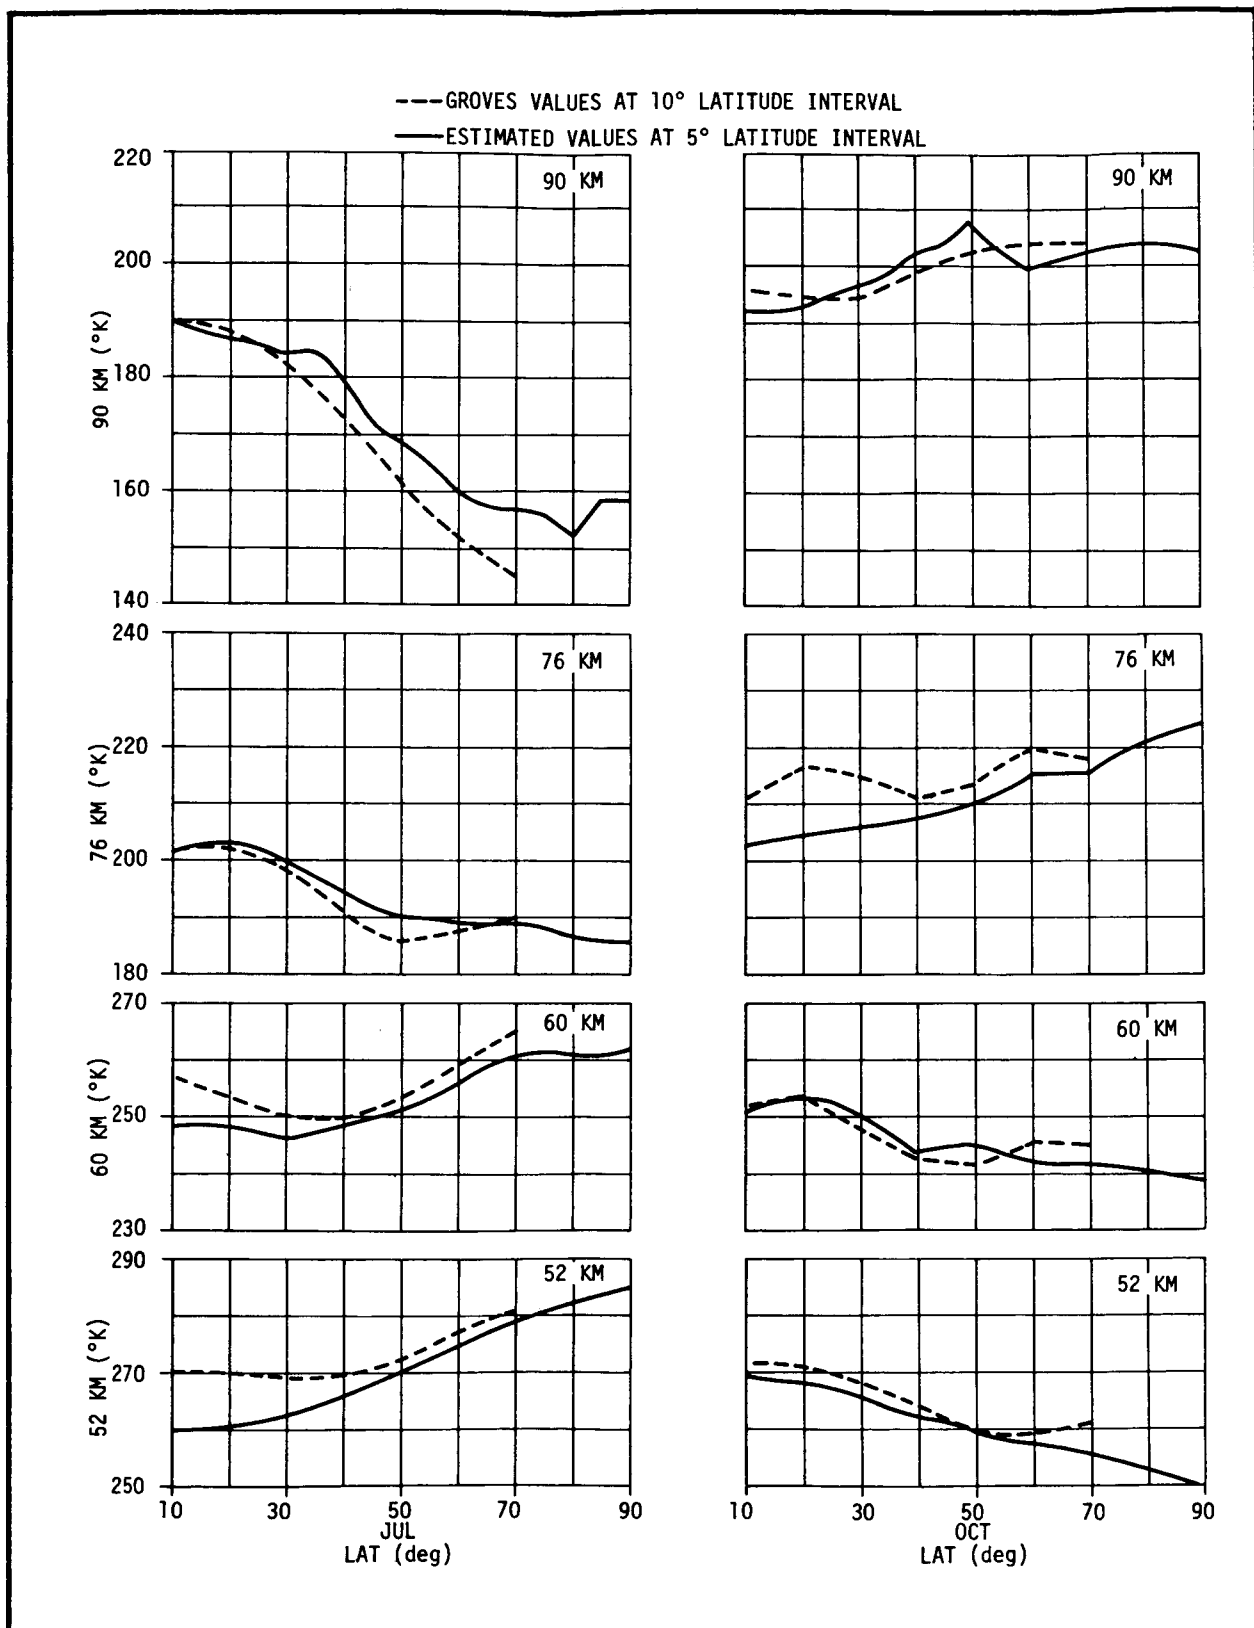 GROVES VALUES AT 10° LATITUDE INTERVAL
ESTIMATED VALUES AT 5° LATITUDE INTERVAL
90 KM
90 KM
90 KM (°K)
220
200
180
160
140
76 KM
76 KM
76 KM (°K)
240
220
200
180
60 KM
60 KM
60 KM (°K)
270
250
230
52 KM
52 KM
52 KM (°K)
290
270
250
10 30 50 70 90
JUL
LAT (deg)
10 30 50 70 90
OCT
LAT (deg)